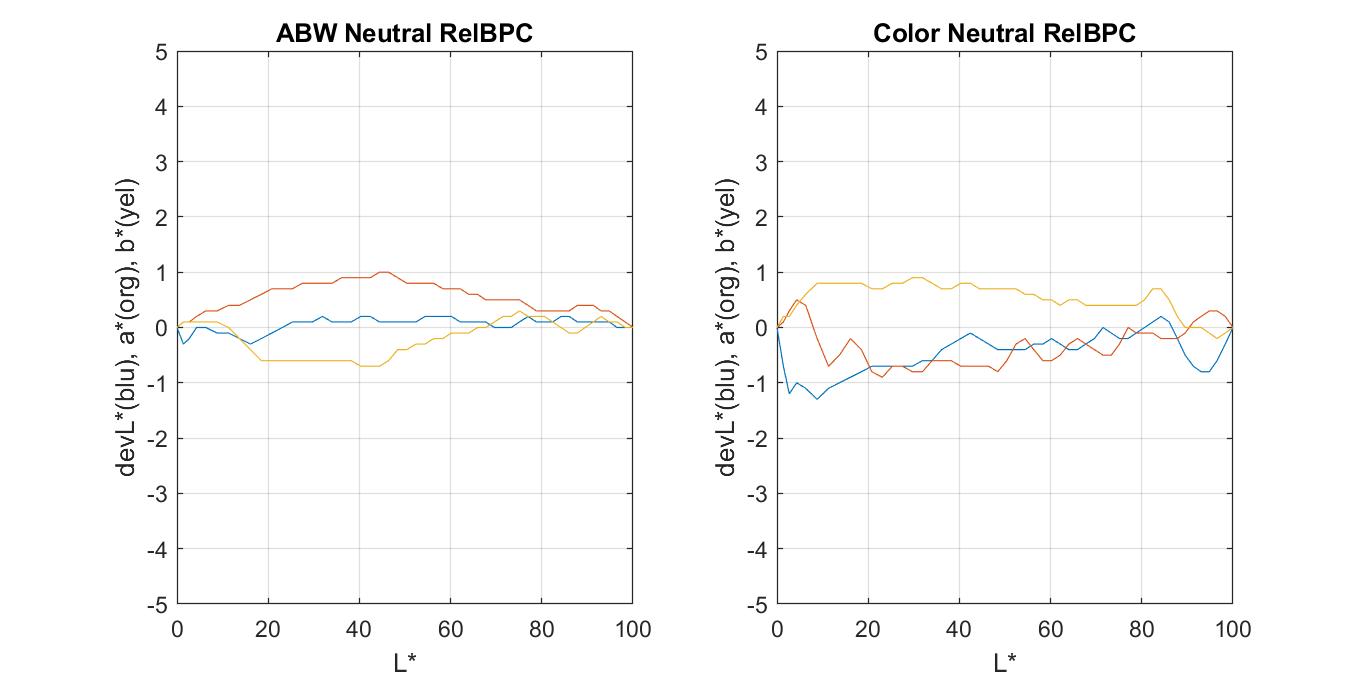 ABW Neutral RelBPC
5
4
3
2
1
0
-1
-2
-3
-4
-5
0 20 40 60 80 100
L*
devL*(blu), a*(org), b*(yel)
Color Neutral RelBPC
5
4
3
2
1
0
-1
-2
-3
-4
-5
0 20 40 60 80 100
L*
devL*(blu), a*(org), b*(yel)